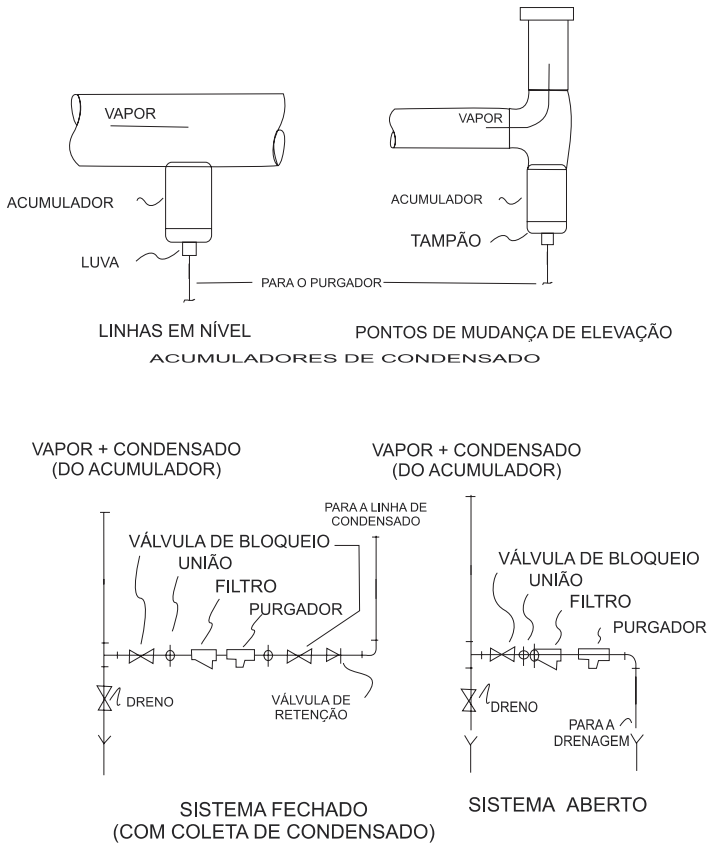 VAPOR
VAPOR
ACUMULADOR
ACUMULADOR
LUVA
TAMPÃO
PARA O PURGADOR
LINHAS EM NÍVEL
PONTOS DE MUDANÇA DE ELEVAÇÃO
ACUMULADORES DE CONDENSADO
VAPOR + CONDENSADO
(DO ACUMULADOR)
PARA A LINHA DE
CONDENSADO
VÁLVULA DE BLOQUEIO
UNIÃO
FILTRO
PURGADOR
DRENO
VÁLVULA DE
RETENÇÃO
SISTEMA FECHADO
(COM COLETA DE CONDENSADO)
VAPOR + CONDENSADO
(DO ACUMULADOR)
VÁLVULA DE BLOQUEIO
UNIÃO
FILTRO
PURGADOR
DRENO
PARA A
DRENAGEM
SISTEMA ABERTO